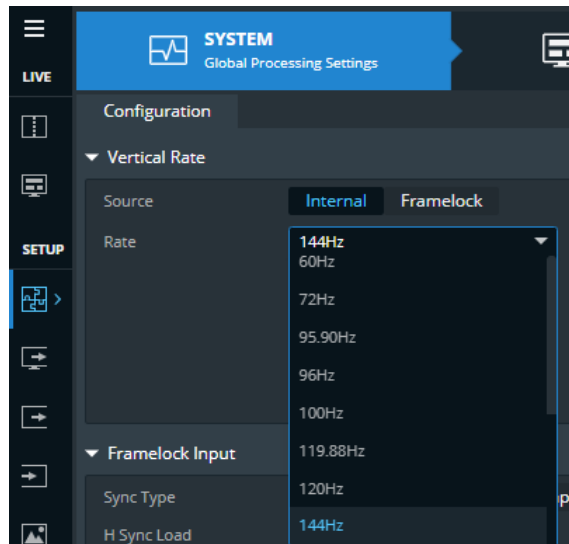 SYSTEM
Global Processing Settings
LIVE
Configuration
Vertical Rate
Source
Internal
Framelock
Rate
144Hz
60Hz
72Hz
95.90Hz
96Hz
100Hz
119.88Hz
120Hz
144Hz
SETUP
Framelock Input
Sync Type
H Sync Load